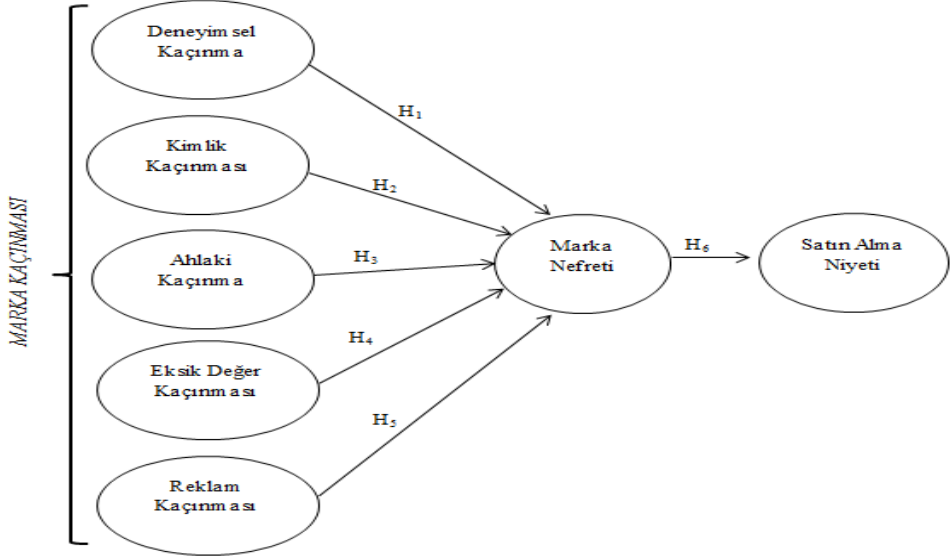 MARKA KAÇINMASI
Deneyimsel
Kaçınma
H₁
Kimlik
Kaçınması
H₂
Ahlaki
Kaçınma
H₃
Eksik Değer
Kaçınması
H₄
Reklam
Kaçınması
H₅
Marka
Nefreti
H₆
Satın Alma
Niyeti